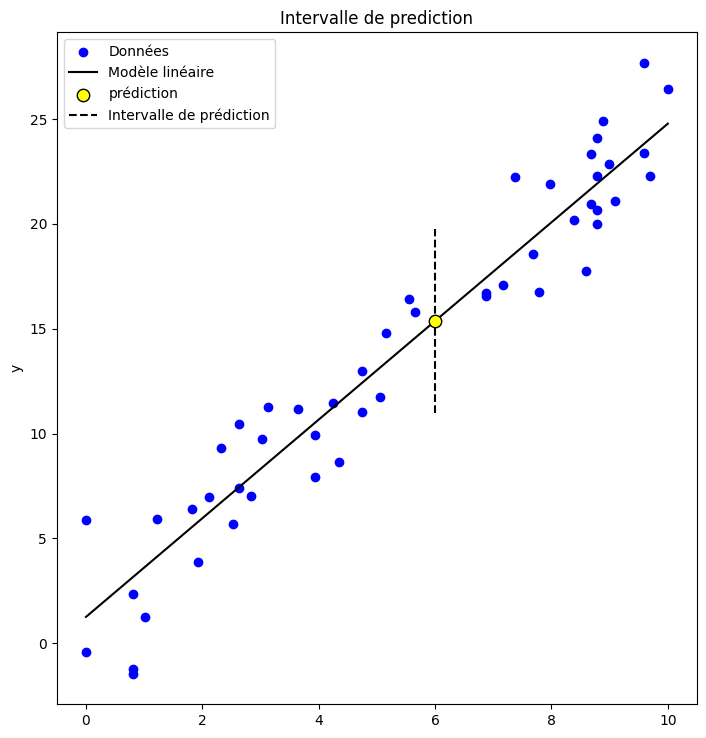 Intervalle de prediction
Données
Modèle linéaire
prédiction
Intervalle de prédiction
y
25
20
15
10
5
0
0 2 4 6 8 10